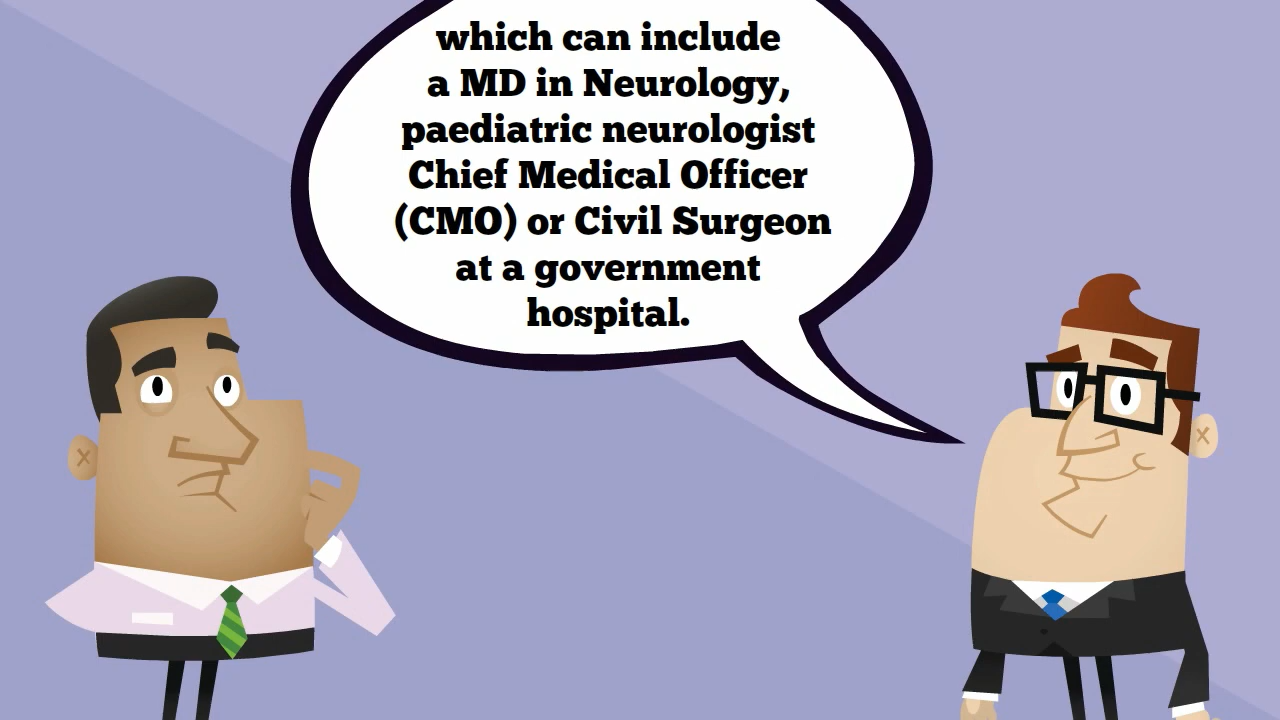 which can include
a MD in Neurology,
paediatric neurologist
Chief Medical Officer
(CMO) or Civil Surgeon
at a government
hospital.